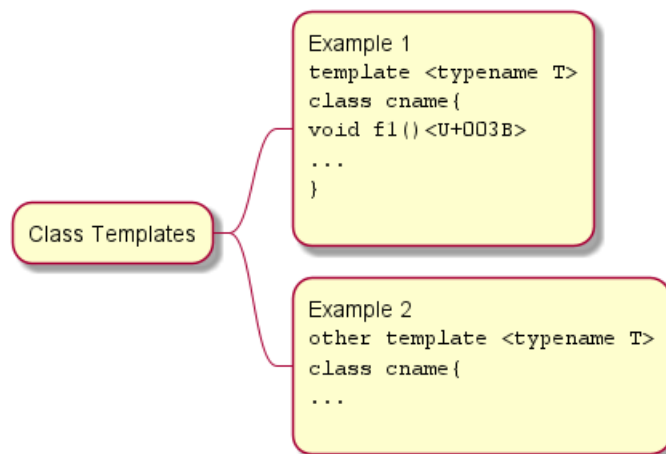 Class Templates
Example 1
template <typename T>
class cname{
void f1()<U+003B>
...
}
Example 2
other template <typename T>
class cname{
...